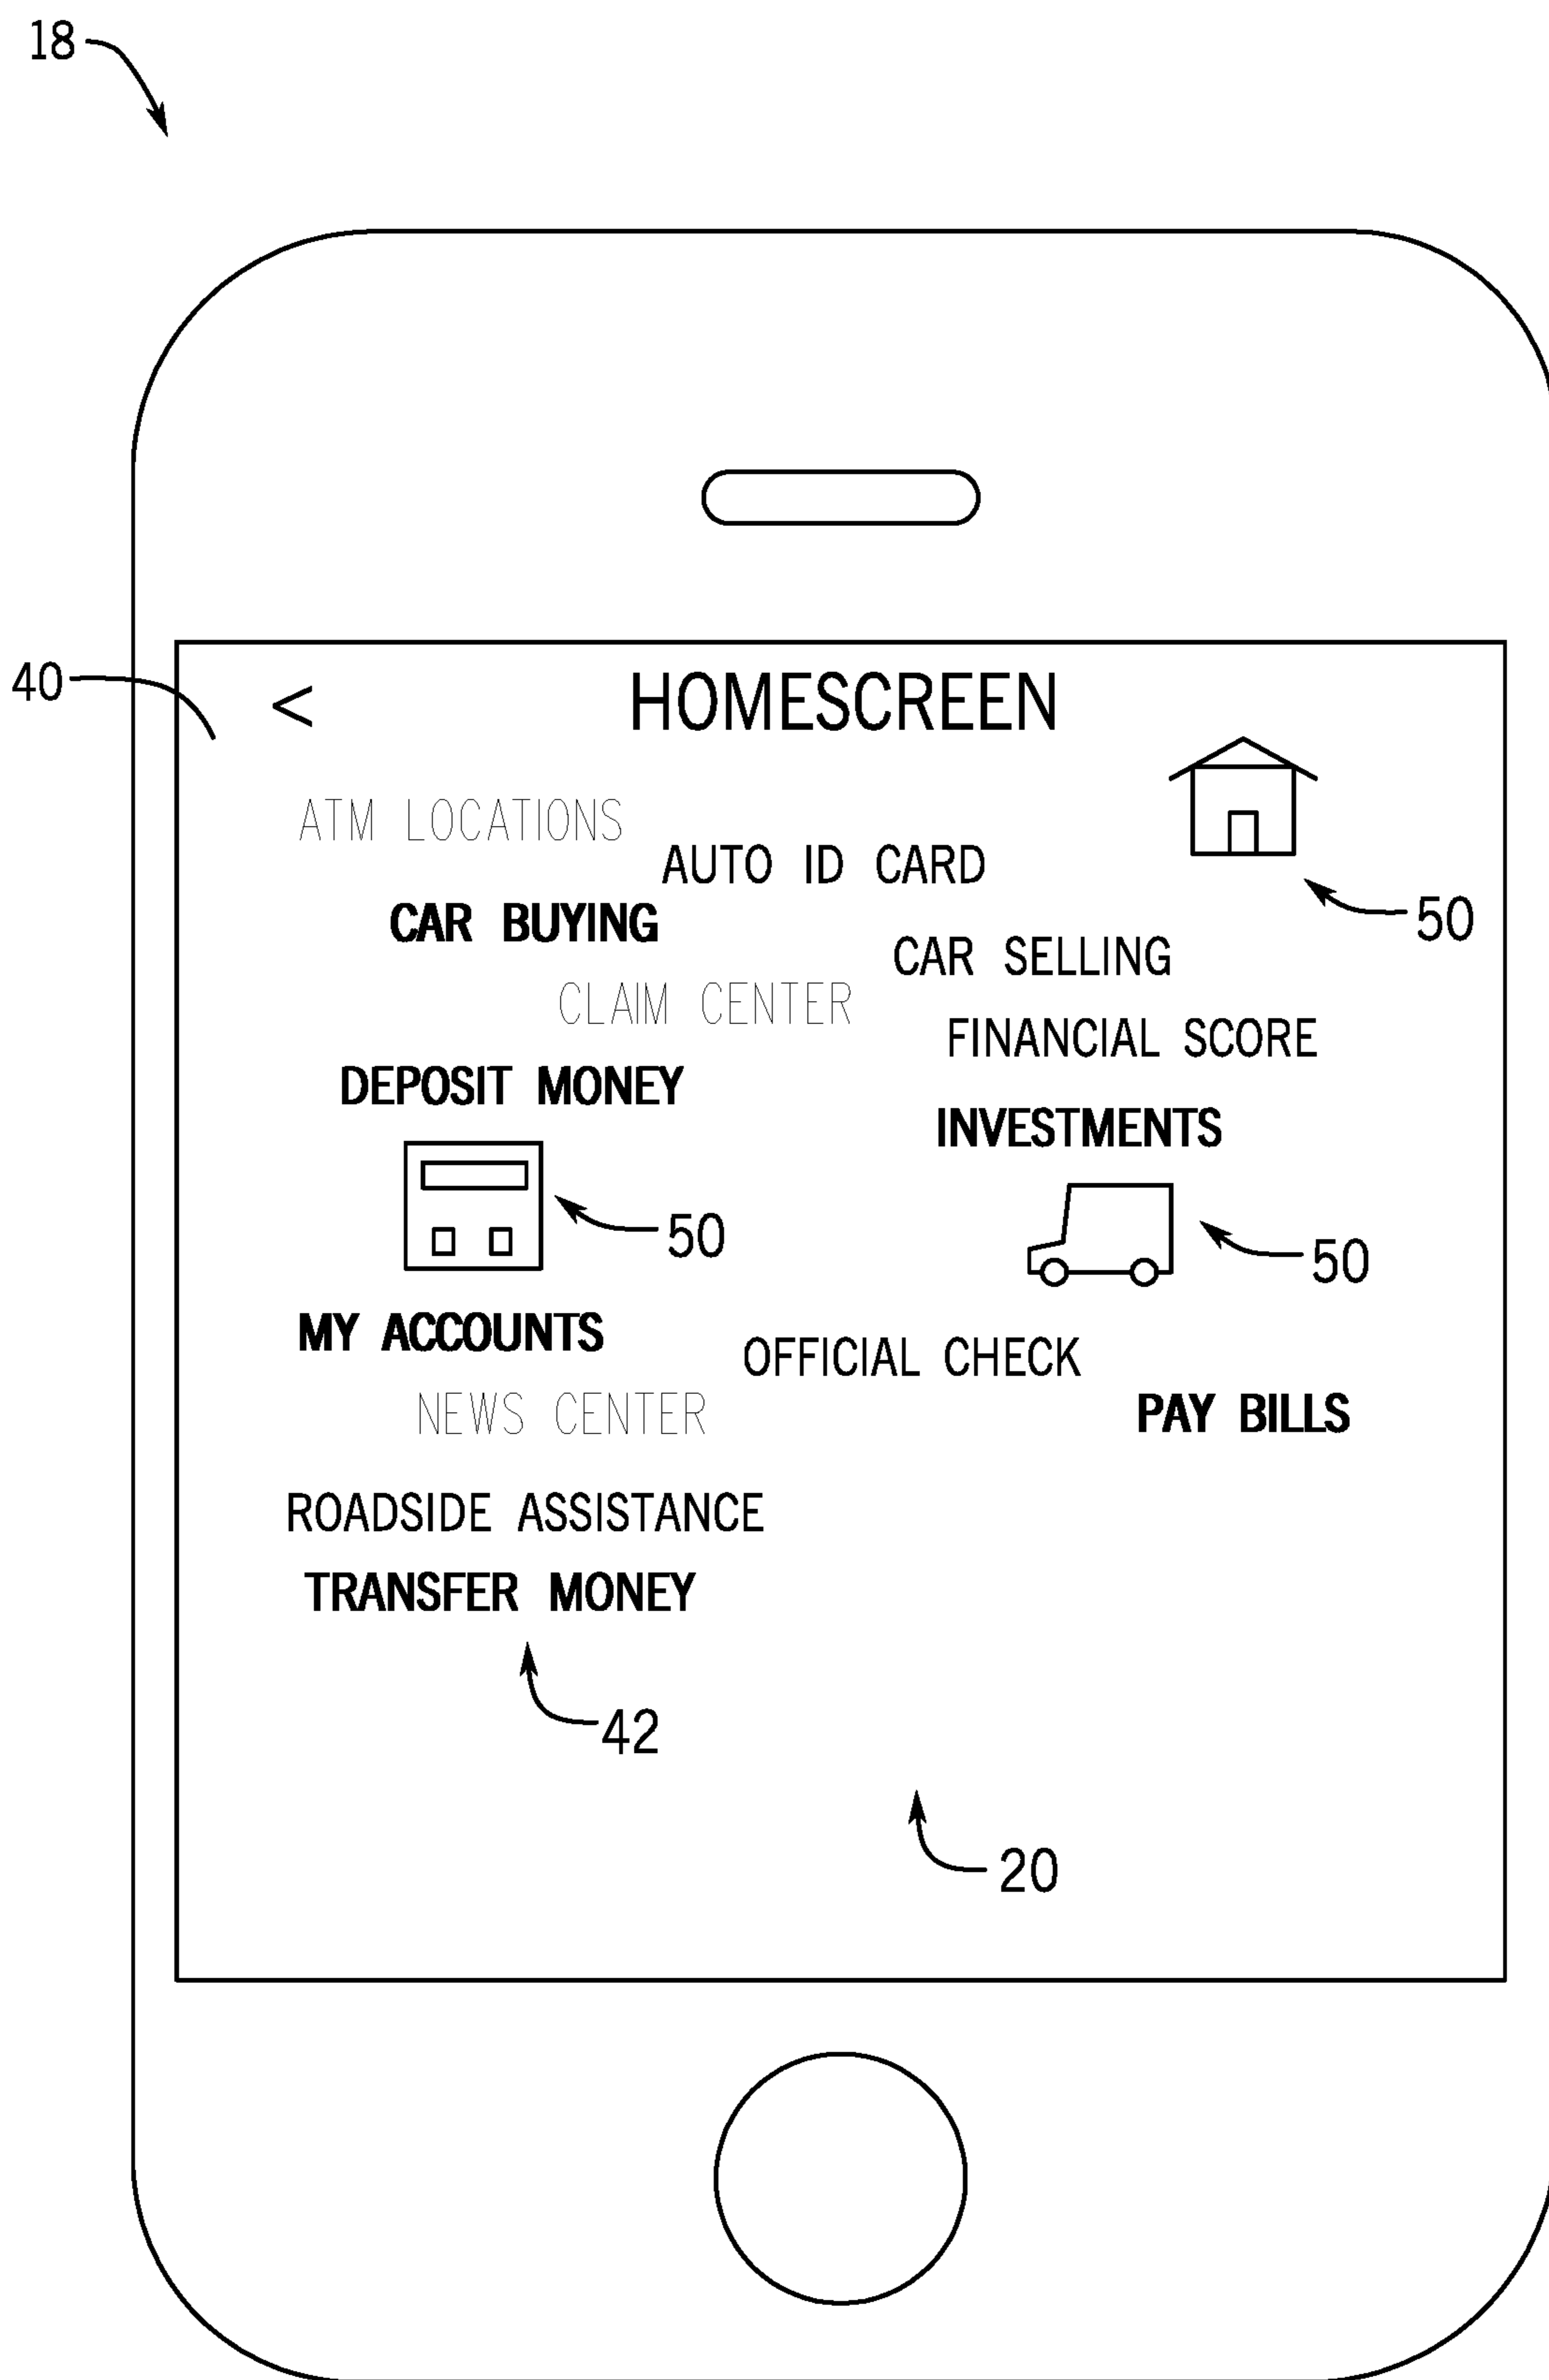 18
40
< HOMESCREEN
ATM LOCATIONS
AUTO ID CARD
CAR BUYING
50
CAR SELLING
CLAIM CENTER
FINANCIAL SCORE
DEPOSIT MONEY
INVESTMENTS
50
50
MY ACCOUNTS
OFFICIAL CHECK
NEWS CENTER
PAY BILLS
ROADSIDE ASSISTANCE
TRANSFER MONEY
42
20